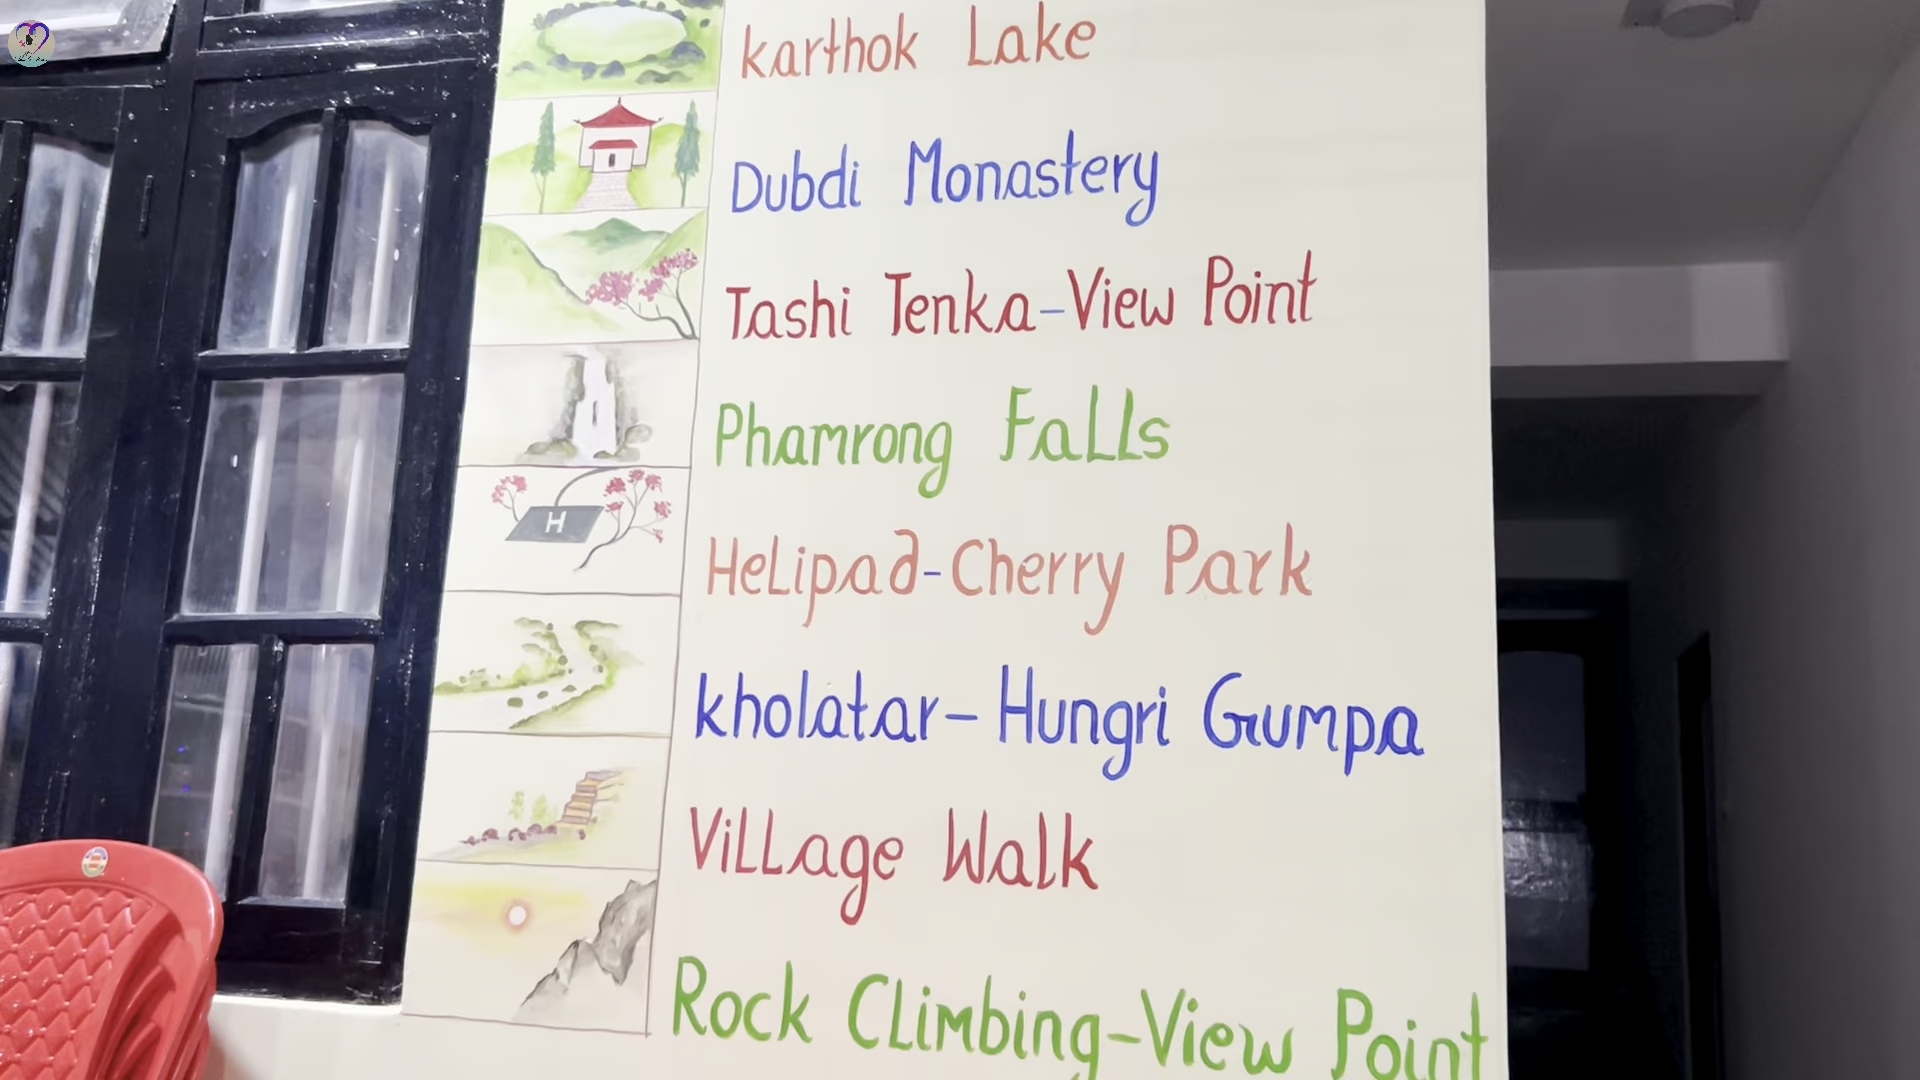 karthok Lake
Dubdi Monastery
Tashi Tenka-View Point
Phamrong Falls
H
Helipad-Cherry Park
kholatar- Hungri Gumpa
Village Walk
Rock Climbing-View Point